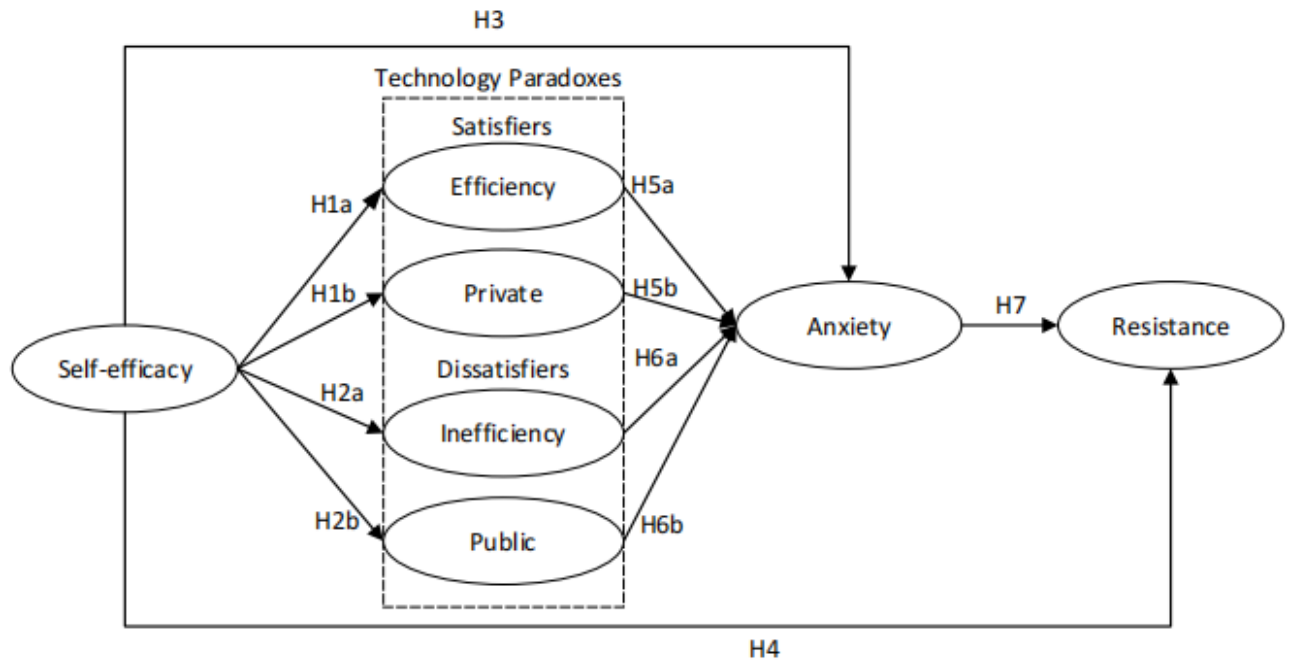 H3
Technology Paradoxes
Satisfiers
Efficiency
H1a
H5a
Private
H1b
H5b
Anxiety
H7
Resistance
Self-efficacy
Dissatisfiers
H6a
H2a
Inefficiency
H2b
H6b
Public
H4